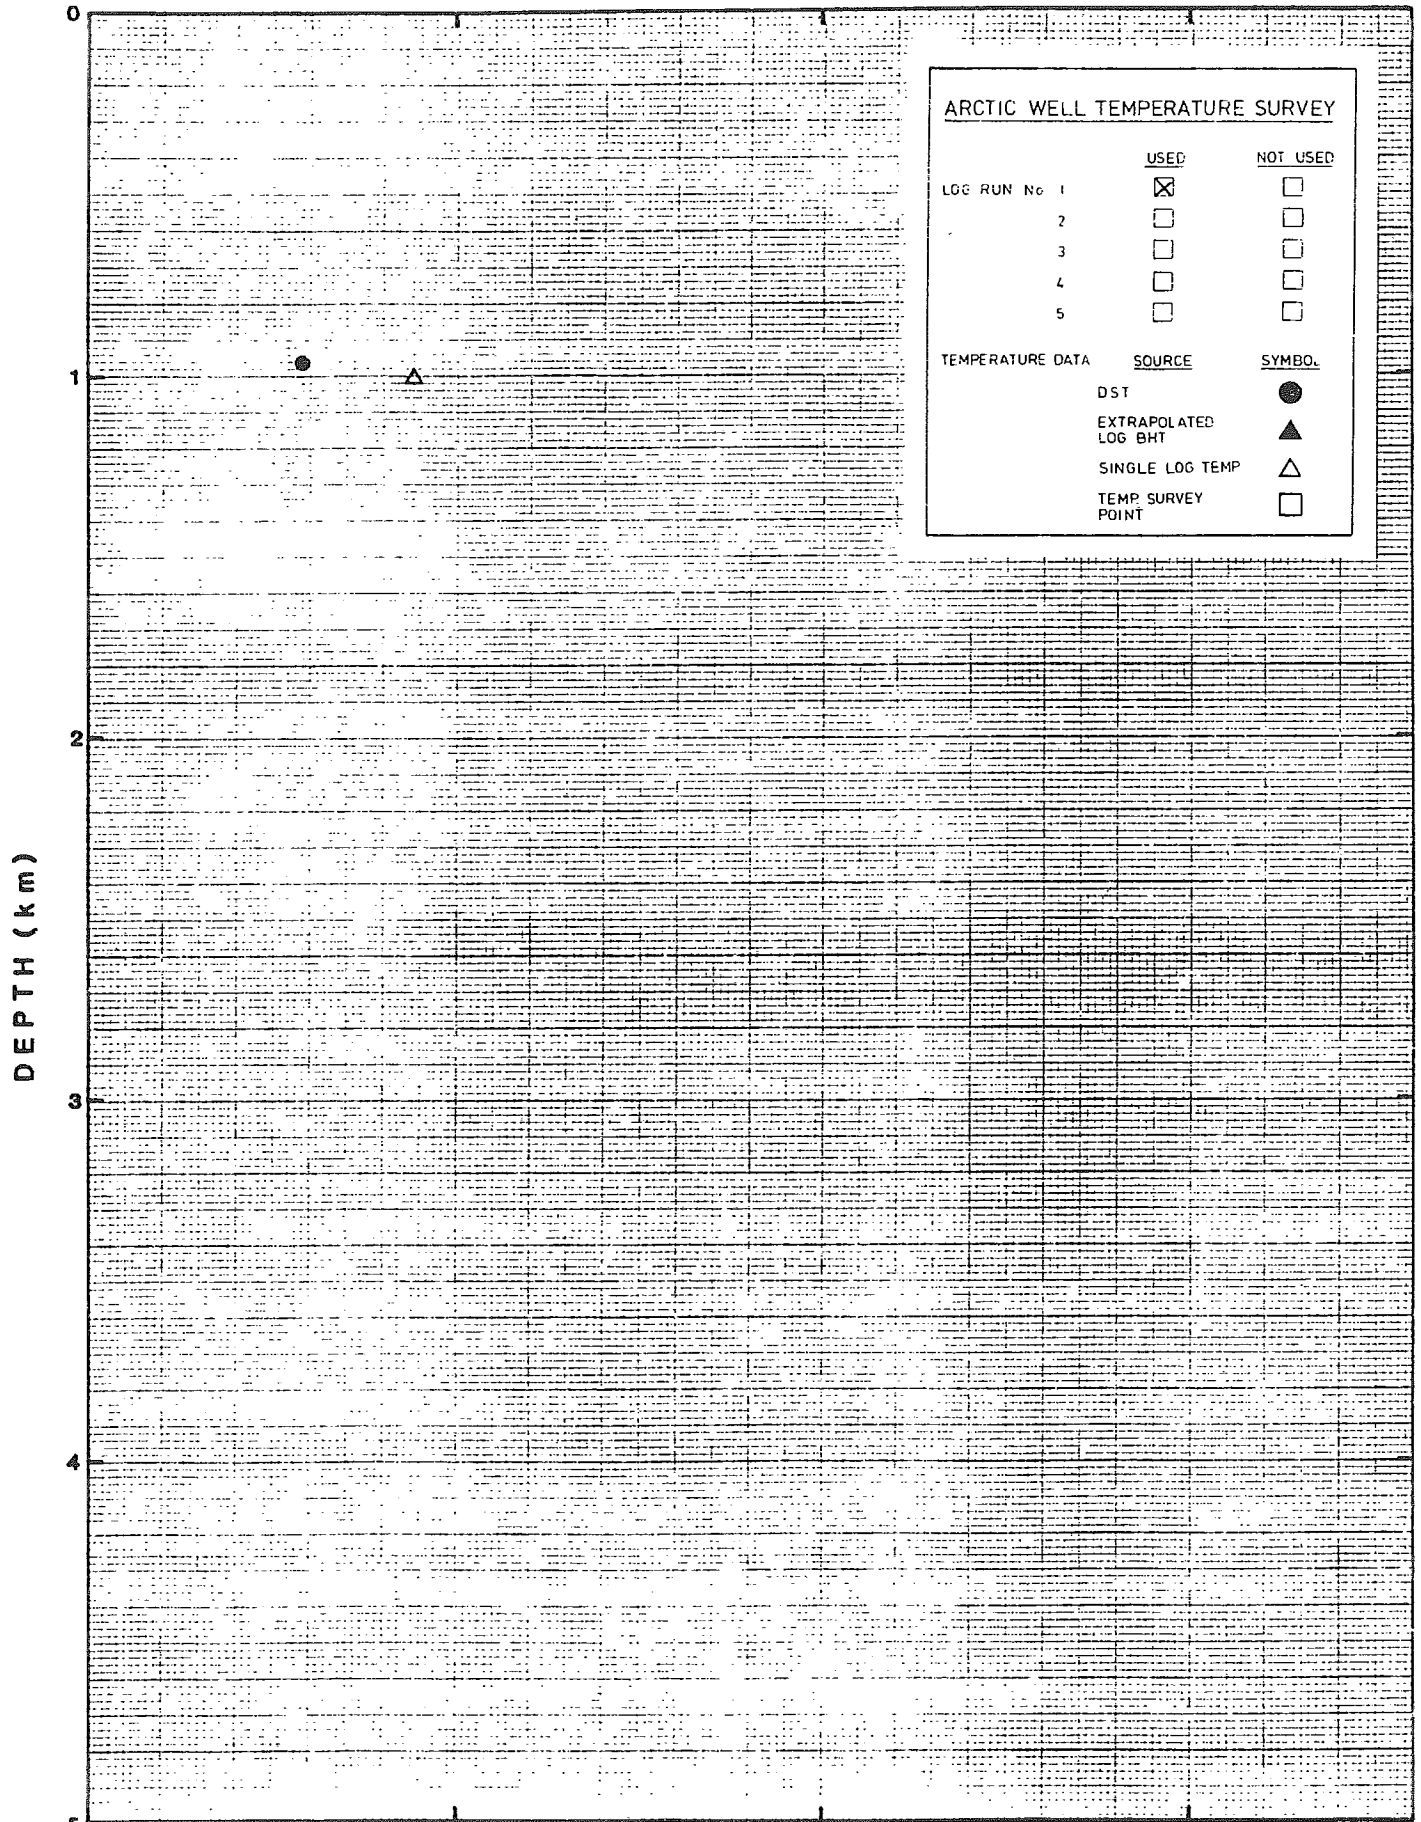 0
ARCTIC WELL TEMPERATURE SURVEY
USED NOT USED
LOG RUN No 1
2
3
4
5
TEMPERATURE DATA SOURCE SYMBOL
DST
EXTRAPOLATED
LOG BHT
SINGLE LOG TEMP
TEMP. SURVEY
POINT
1
2
DEPTH (km)
3
4